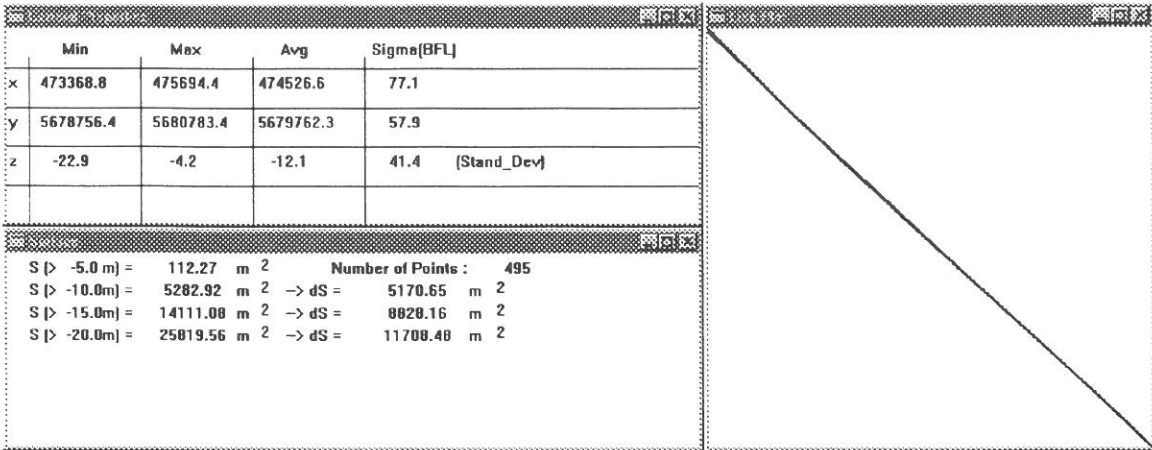 Min Max Avg Sigma(BFL)
x 473368.8 475694.4 474526.6 77.1
y 5678756.4 5680783.4 5679762.3 57.9
z -22.9 -4.2 -12.1 41.4 (Stand_Dev)
S (> -5.0 m) = 112.27 m 2 Number of Points : 495
S (> -10.0m) = 5282.92 m 2 -> dS = 5170.65 m 2
S (> -15.0m) = 14111.08 m 2 -> dS = 8828.16 m 2
S (> -20.0m) = 25819.56 m 2 -> dS = 11708.48 m 2